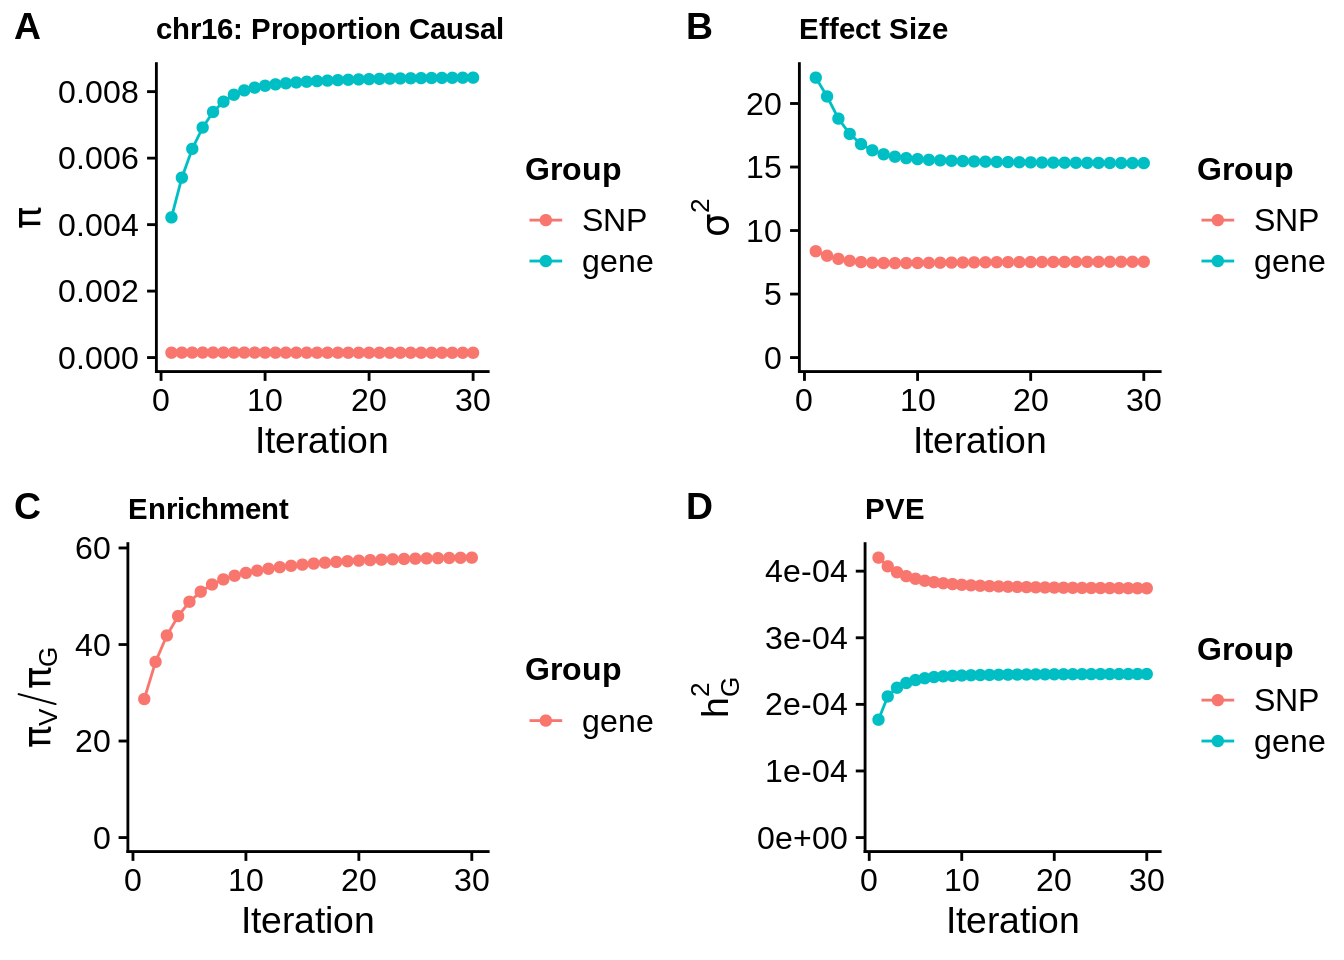 A
chr16: Proportion Causal
π
0.008
0.006
0.004
0.002
0.000
0 10 20 30
Iteration
Group
SNP
gene
B
Effect Size
σ²
20
15
10
5
0
0 10 20 30
Iteration
Group
SNP
gene
C
Enrichment
π_V/π_G
60
40
20
0
0 10 20 30
Iteration
Group
gene
D
PVE
h²_G
4e-04
3e-04
2e-04
1e-04
0e+00
0 10 20 30
Iteration
Group
SNP
gene